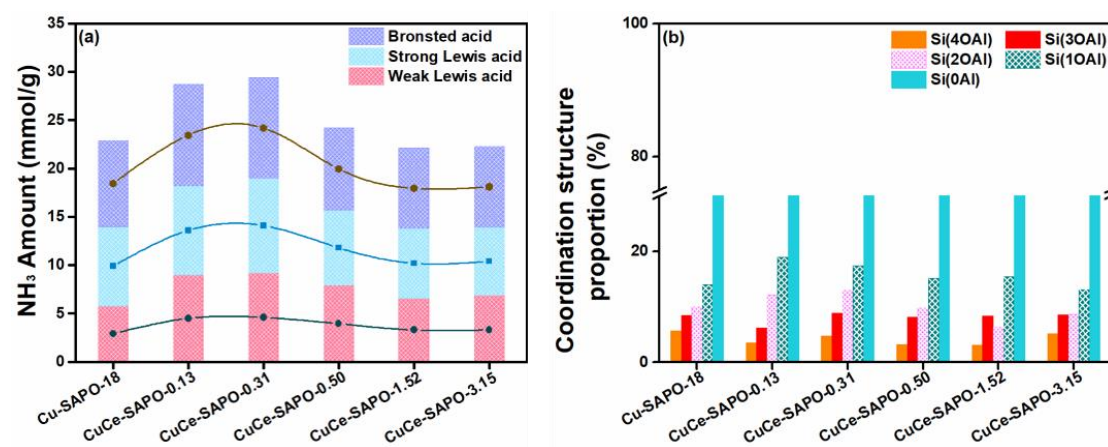 (a)
Bronsted acid
Strong Lewis acid
Weak Lewis acid
NH₃ Amount (mmol/g)
35
30
25
20
15
10
5
0
Cu-SAPO-18
CuCe-SAPO-0.13
CuCe-SAPO-0.31
CuCe-SAPO-0.50
CuCe-SAPO-1.52
CuCe-SAPO-3.15
(b)
Si(4OAl) Si(3OAl)
Si(2OAl) Si(1OAl)
Si(0Al)
Coordination structure
proportion (%)
100
80
20
0
Cu-SAPO-18
CuCe-SAPO-0.13
CuCe-SAPO-0.31
CuCe-SAPO-0.50
CuCe-SAPO-1.52
CuCe-SAPO-3.15